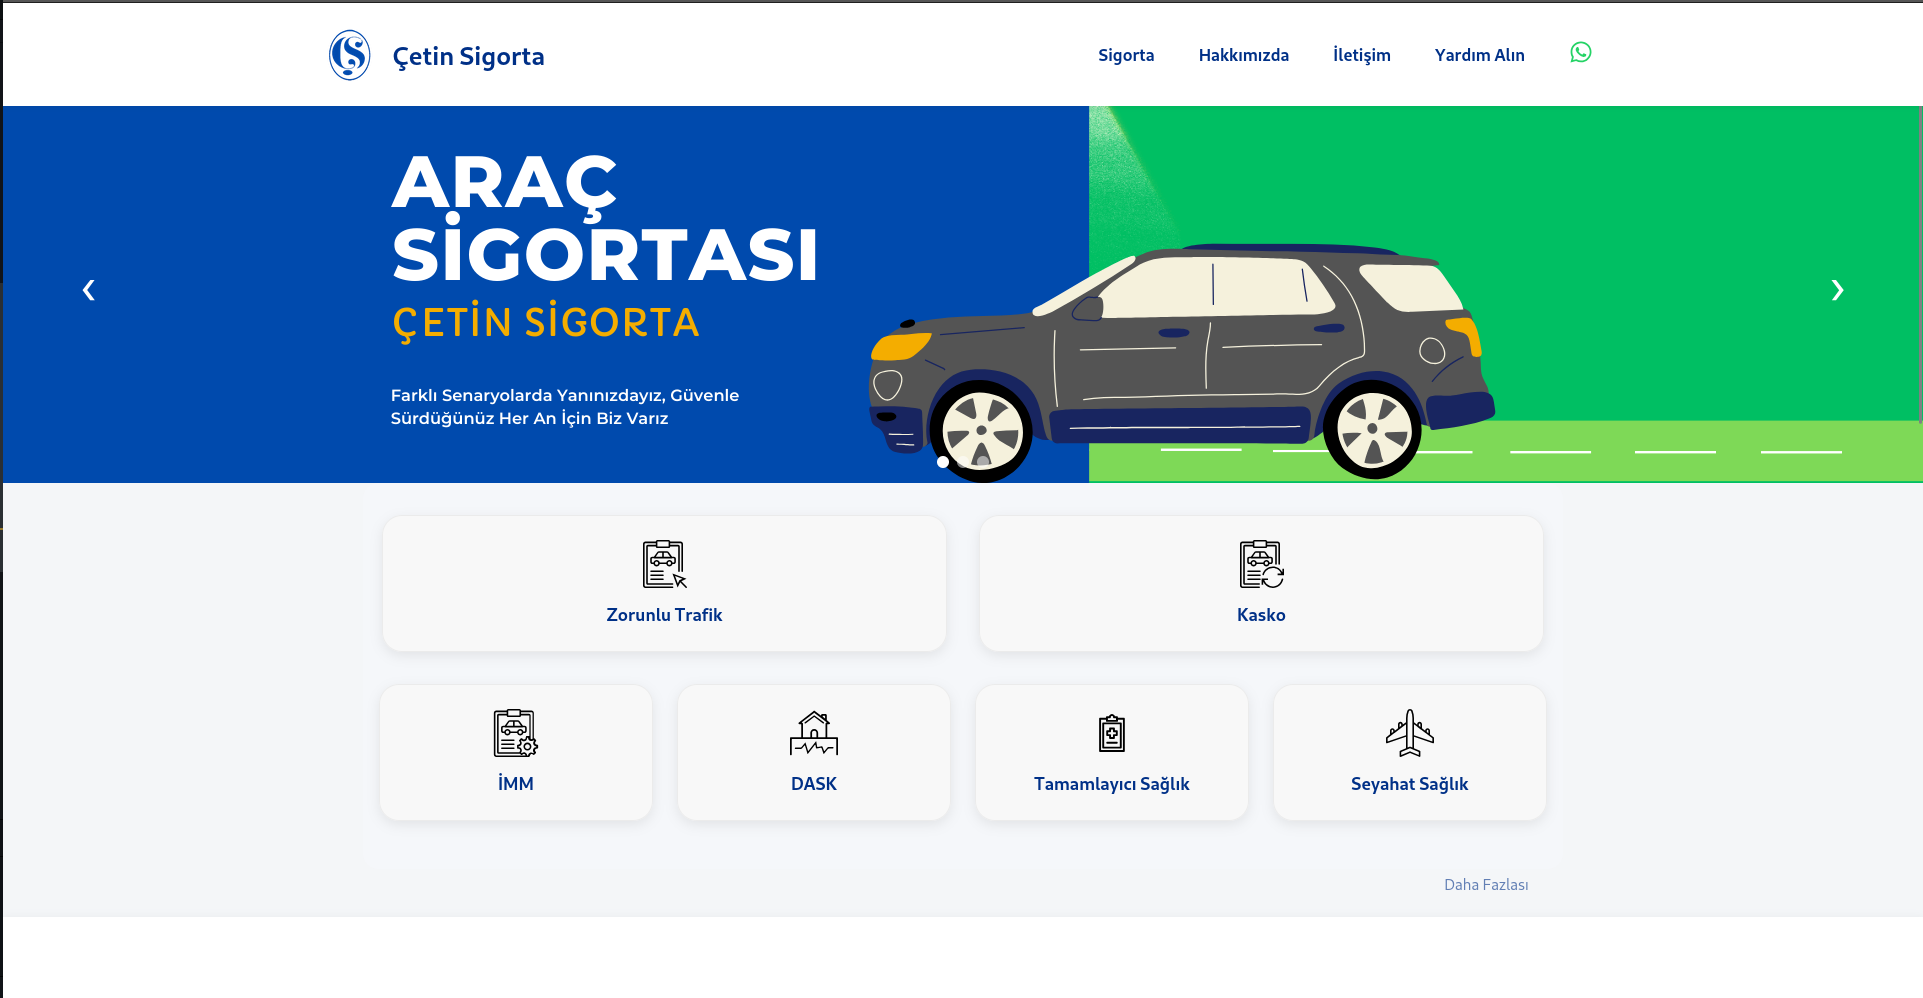 Çetin Sigorta
Sigorta
Hakkımızda
İletişim
Yardım Alın
ARAÇ
SİGORTASI
ÇETİN SİGORTA
Farklı Senaryolarda Yanınızdayız, Güvenle
Sürdüğünüz Her An İçin Biz Varız
Zorunlu Trafik
Kasko
İMM
DASK
Tamamlayıcı Sağlık
Seyahat Sağlık
Daha Fazlası